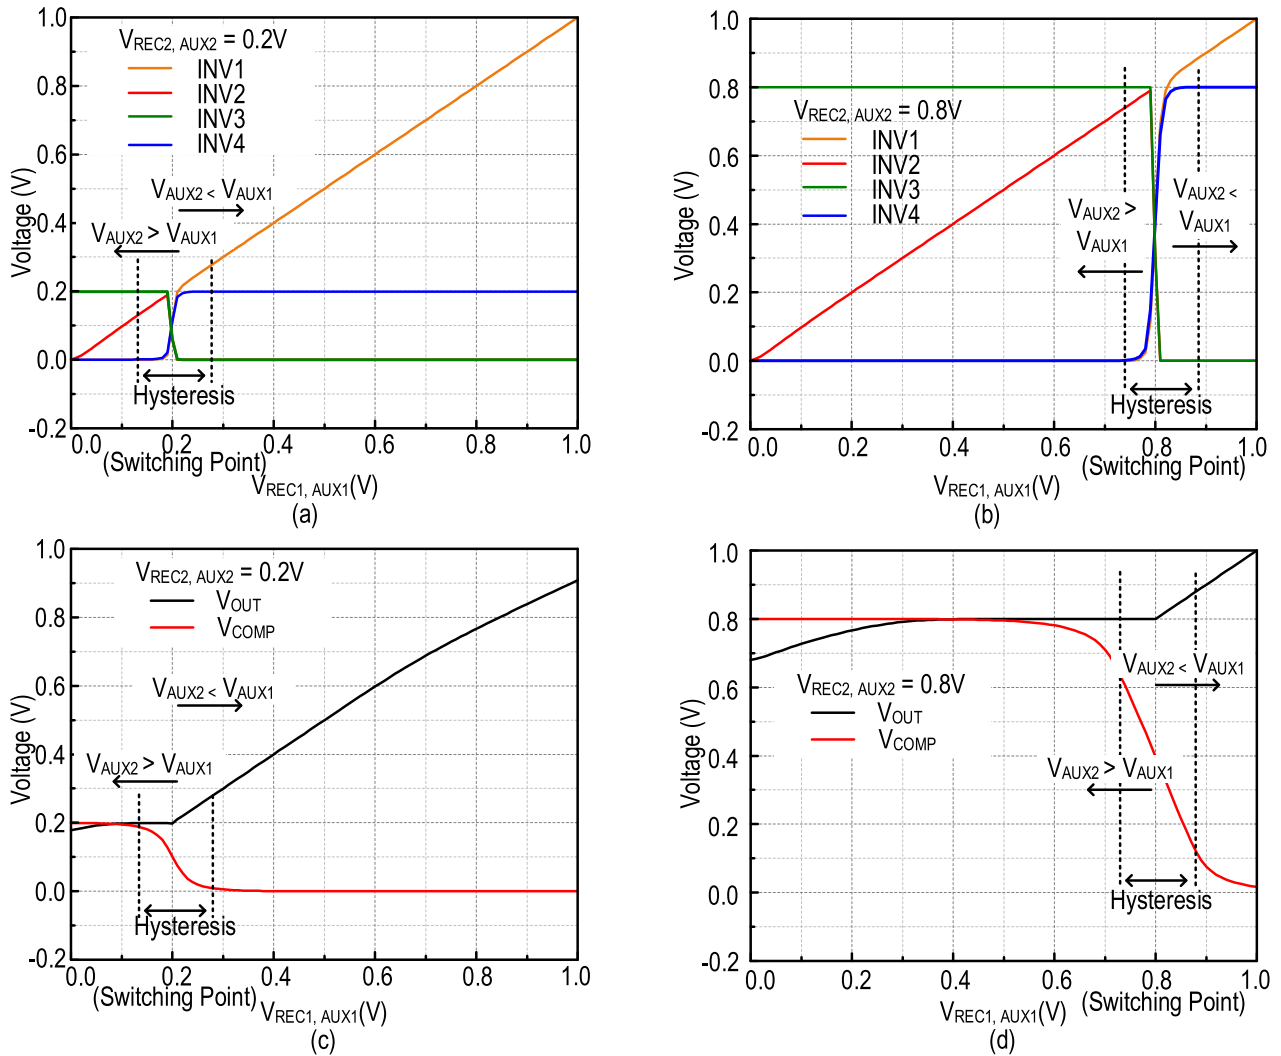 VREC2, AUX2 = 0.2V
INV1
INV2
INV3
INV4
VAUX2 < VAUX1
VAUX2 > VAUX1
Hysteresis
Voltage (V)
1.0
0.8
0.6
0.4
0.2
0.0
-0.2
0.0 0.2 0.4 0.6 0.8 1.0
(Switching Point)
VREC1, AUX1(V)
(a)
VREC2, AUX2 = 0.8V
INV1
INV2
INV3
INV4
VAUX2 >
VAUX1
VAUX2 <
VAUX1
Hysteresis
Voltage (V)
1.0
0.8
0.6
0.4
0.2
0.0
-0.2
0.0 0.2 0.4 0.6 0.8 1.0
(Switching Point)
VREC1, AUX1(V)
(b)
VREC2, AUX2 = 0.2V
VOUT
VCOMP
VAUX2 < VAUX1
VAUX2 > VAUX1
Hysteresis
Voltage (V)
1.0
0.8
0.6
0.4
0.2
0.0
-0.2
0.0 0.2 0.4 0.6 0.8 1.0
(Switching Point)
VREC1, AUX1(V)
(c)
VAUX2 < VAUX1
VREC2, AUX2 = 0.8V
VOUT
VCOMP
VAUX2 > VAUX1
Hysteresis
Voltage (V)
1.0
0.8
0.6
0.4
0.2
0.0
-0.2
0.0 0.2 0.4 0.6 0.8 1.0
(Switching Point)
VREC1, AUX1(V)
(d)